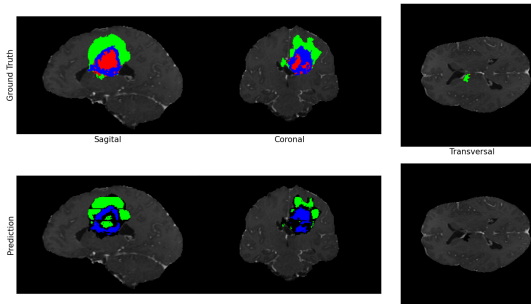 Ground Truth
Sagital
Coronal
Transversal
Prediction